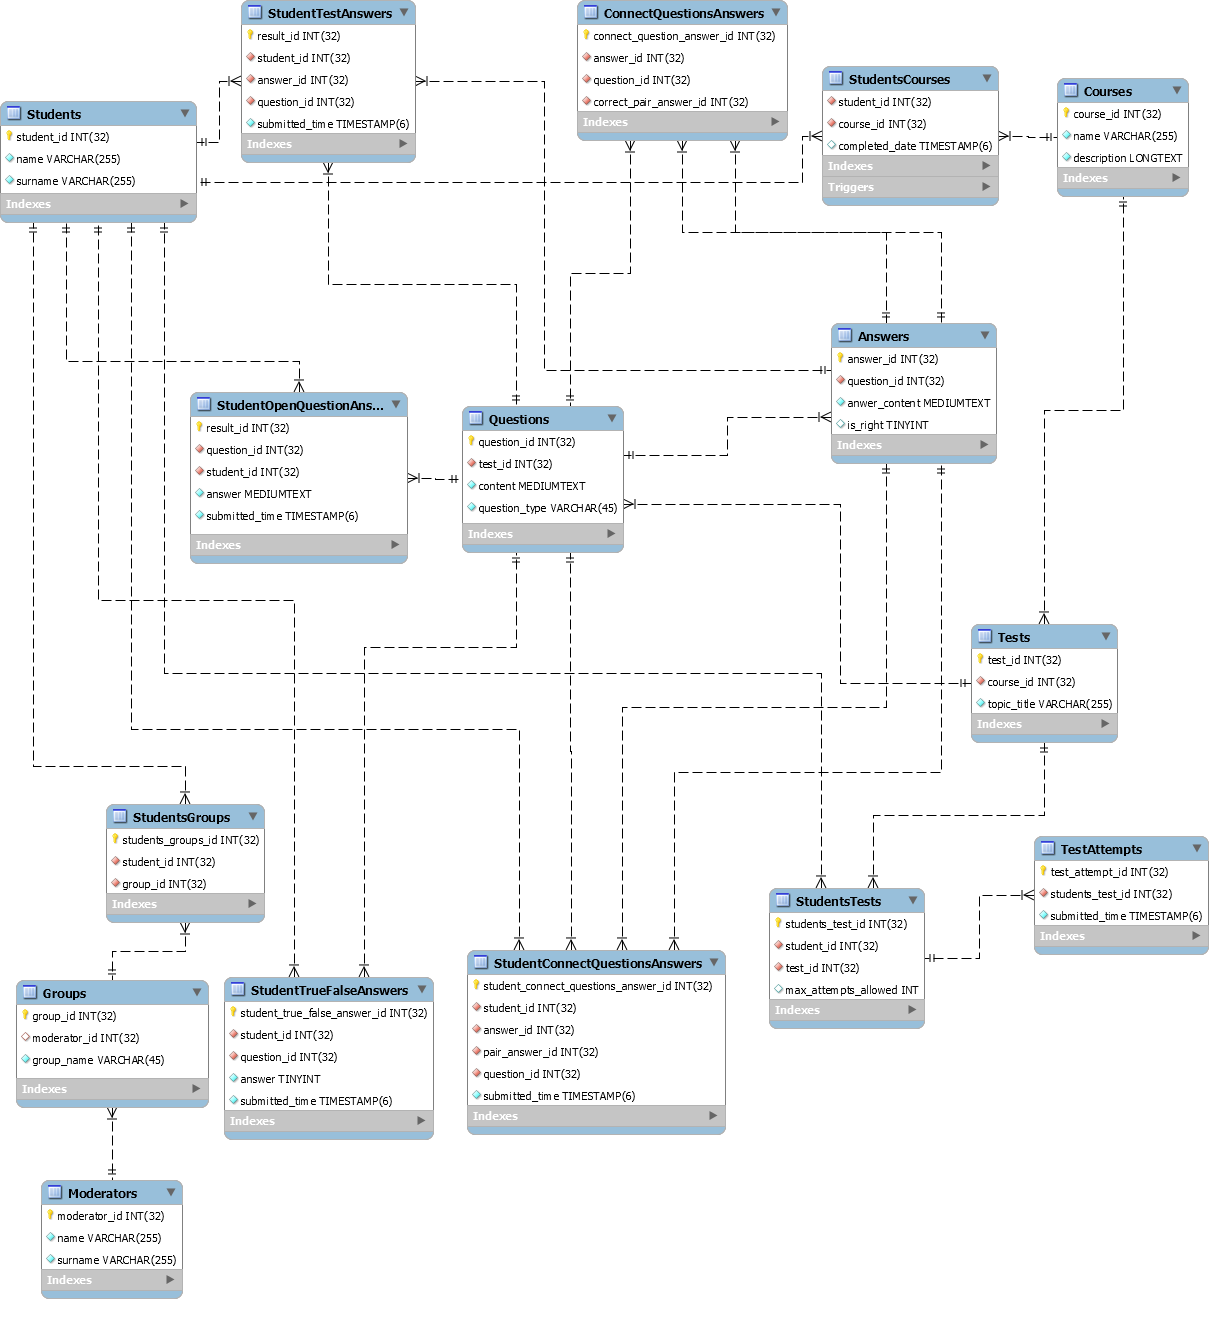 StudentTestAnswers
result_id INT(32)
student_id INT(32)
answer_id INT(32)
question_id INT(32)
submitted_time TIMESTAMP(6)
Indexes
ConnectQuestionsAnswers
connect_question_answer_id INT(32)
answer_id INT(32)
question_id INT(32)
correct_pair_answer_id INT(32)
Indexes
StudentsCourses
student_id INT(32)
course_id INT(32)
completed_date TIMESTAMP(6)
Indexes
Triggers
Courses
course_id INT(32)
name VARCHAR(255)
description LONGTEXT
Indexes
Students
student_id INT(32)
name VARCHAR(255)
surname VARCHAR(255)
Indexes
Answers
answer_id INT(32)
question_id INT(32)
anwer_content MEDIUMTEXT
is_right TINYINT
Indexes
StudentOpenQuestionAns...
result_id INT(32)
question_id INT(32)
student_id INT(32)
answer MEDIUMTEXT
submitted_time TIMESTAMP(6)
Indexes
Questions
question_id INT(32)
test_id INT(32)
content MEDIUMTEXT
question_type VARCHAR(45)
Indexes
Tests
test_id INT(32)
course_id INT(32)
topic_title VARCHAR(255)
Indexes
StudentsGroups
students_groups_id INT(32)
student_id INT(32)
group_id INT(32)
Indexes
TestAttempts
test_attempt_id INT(32)
students_test_id INT(32)
submitted_time TIMESTAMP(6)
Indexes
StudentsTests
students_test_id INT(32)
student_id INT(32)
test_id INT(32)
max_attempts_allowed INT
Indexes
StudentConnectQuestionsAnswers
student_connect_questions_answer_id INT(32)
student_id INT(32)
answer_id INT(32)
pair_answer_id INT(32)
question_id INT(32)
submitted_time TIMESTAMP(6)
Indexes
StudentTrueFalseAnswers
student_true_false_answer_id INT(32)
student_id INT(32)
question_id INT(32)
answer TINYINT
submitted_time TIMESTAMP(6)
Indexes
Groups
group_id INT(32)
moderator_id INT(32)
group_name VARCHAR(45)
Indexes
Moderators
moderator_id INT(32)
name VARCHAR(255)
surname VARCHAR(255)
Indexes